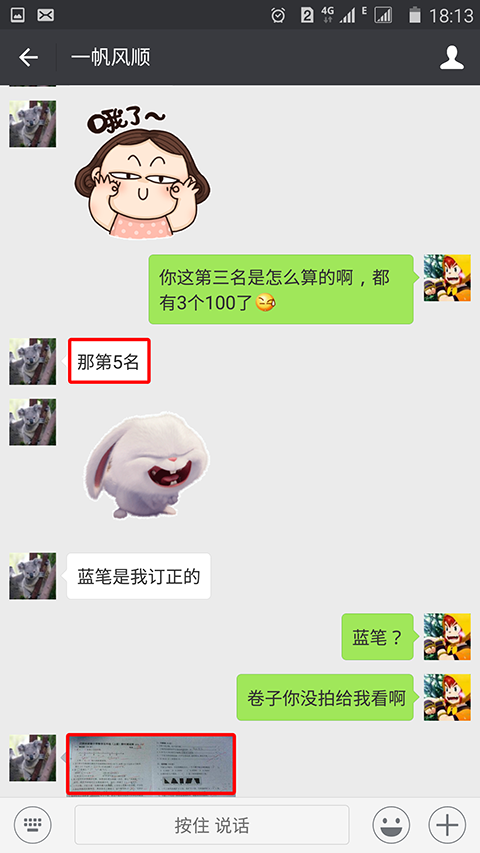 2
4G
E
18:13
一帆风顺
哦了～
你这第三名是怎么算的啊，都
有3个100了
那第5名
蓝笔是我订正的
蓝笔？
卷子你没拍给我看啊
按住 说话